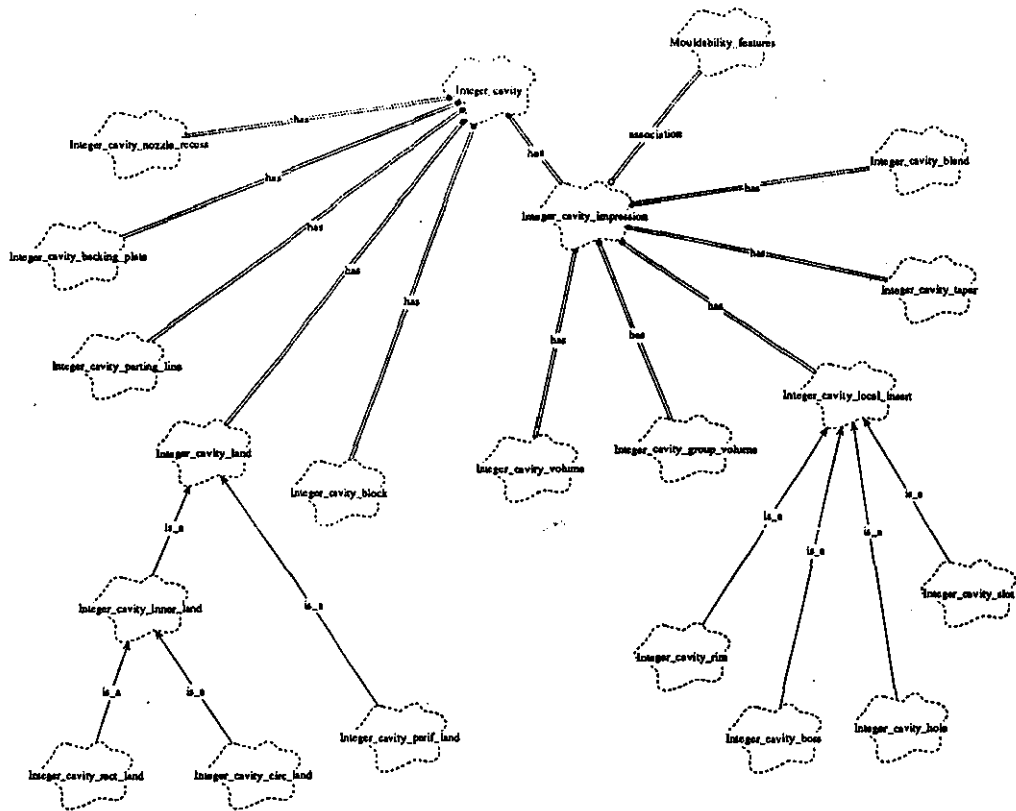 Mouldability_features
Integer_cavity
has
Integer_cavity_nozzle_recess
association
has
Integer_cavity_blend
has
has
Integer_cavity_impression
has
Integer_cavity_backing_plate
has
has
Integer_cavity_taper
has
has
has
has
Integer_cavity_parting_line
Integer_cavity_local_insert
Integer_cavity_land
Integer_cavity_volume
Integer_cavity_group_volume
Integer_cavity_block
is_a
is_a
is_a
is_a
is_a
Integer_cavity_slot
Integer_cavity_inner_land
is_a
Integer_cavity_rim
is_a
is_a
Integer_cavity_perif_land
Integer_cavity_boss
Integer_cavity_hole
Integer_cavity_rect_land
Integer_cavity_circ_land